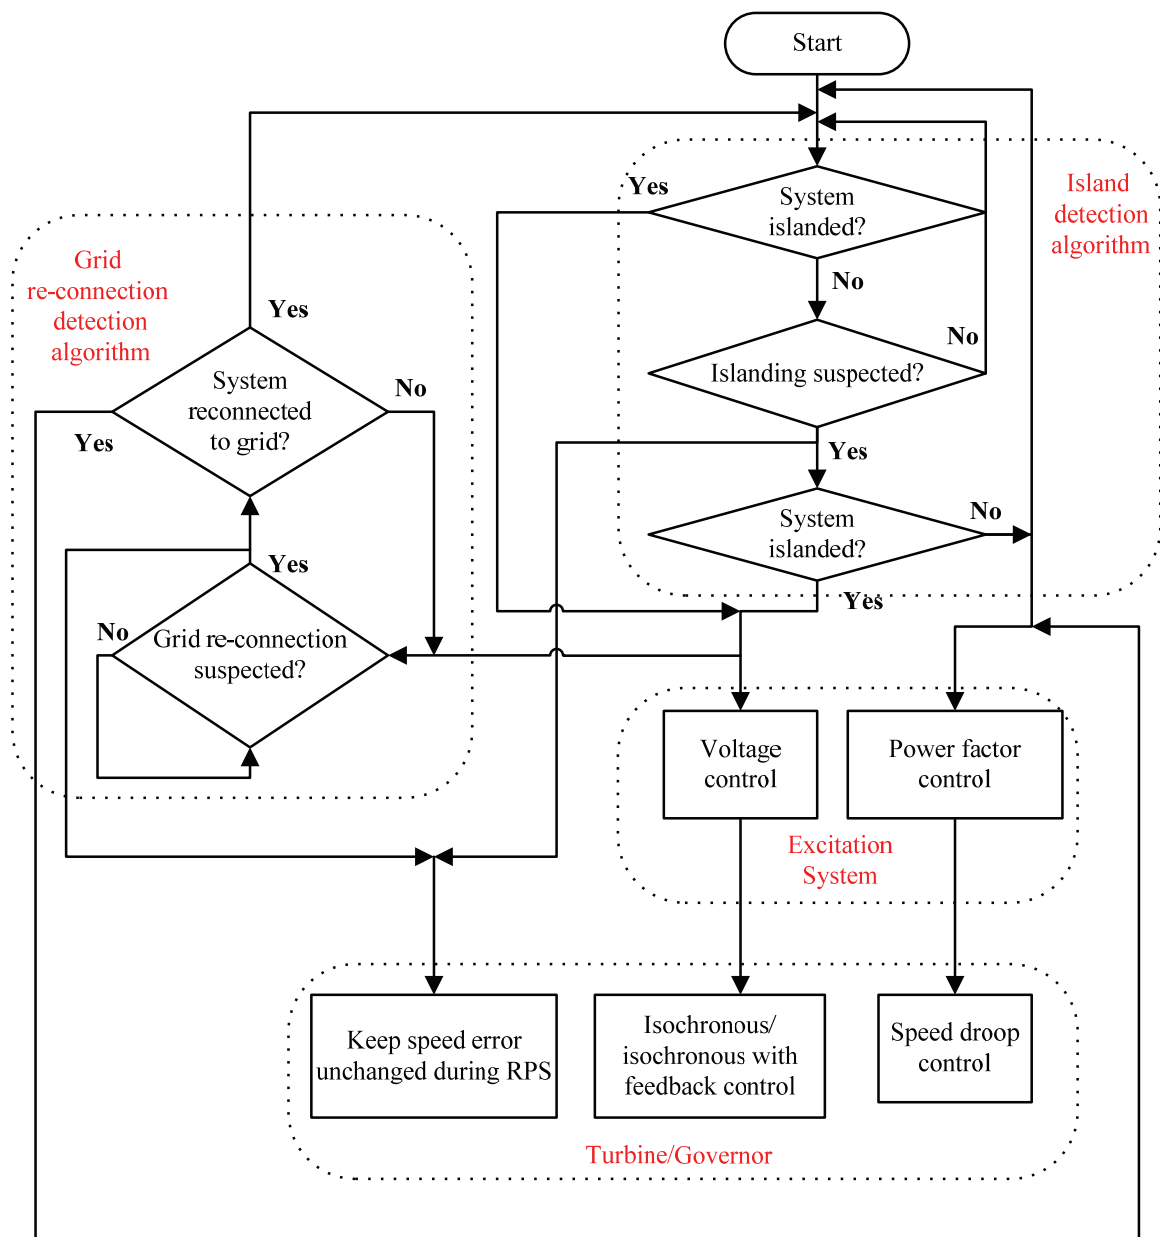 Start
Yes
System
islanded?
Island
detection
algorithm
No
Islanding suspected?
No
Yes
System
islanded?
No
Yes
Grid
re-connection
detection
algorithm
Yes
System
reconnected
to grid?
No
Yes
Yes
No
Grid re-connection
suspected?
Voltage
control
Power factor
control
Excitation
System
Keep speed error
unchanged during RPS
Isochronous/
isochronous with
feedback control
Speed droop
control
Turbine/Governor